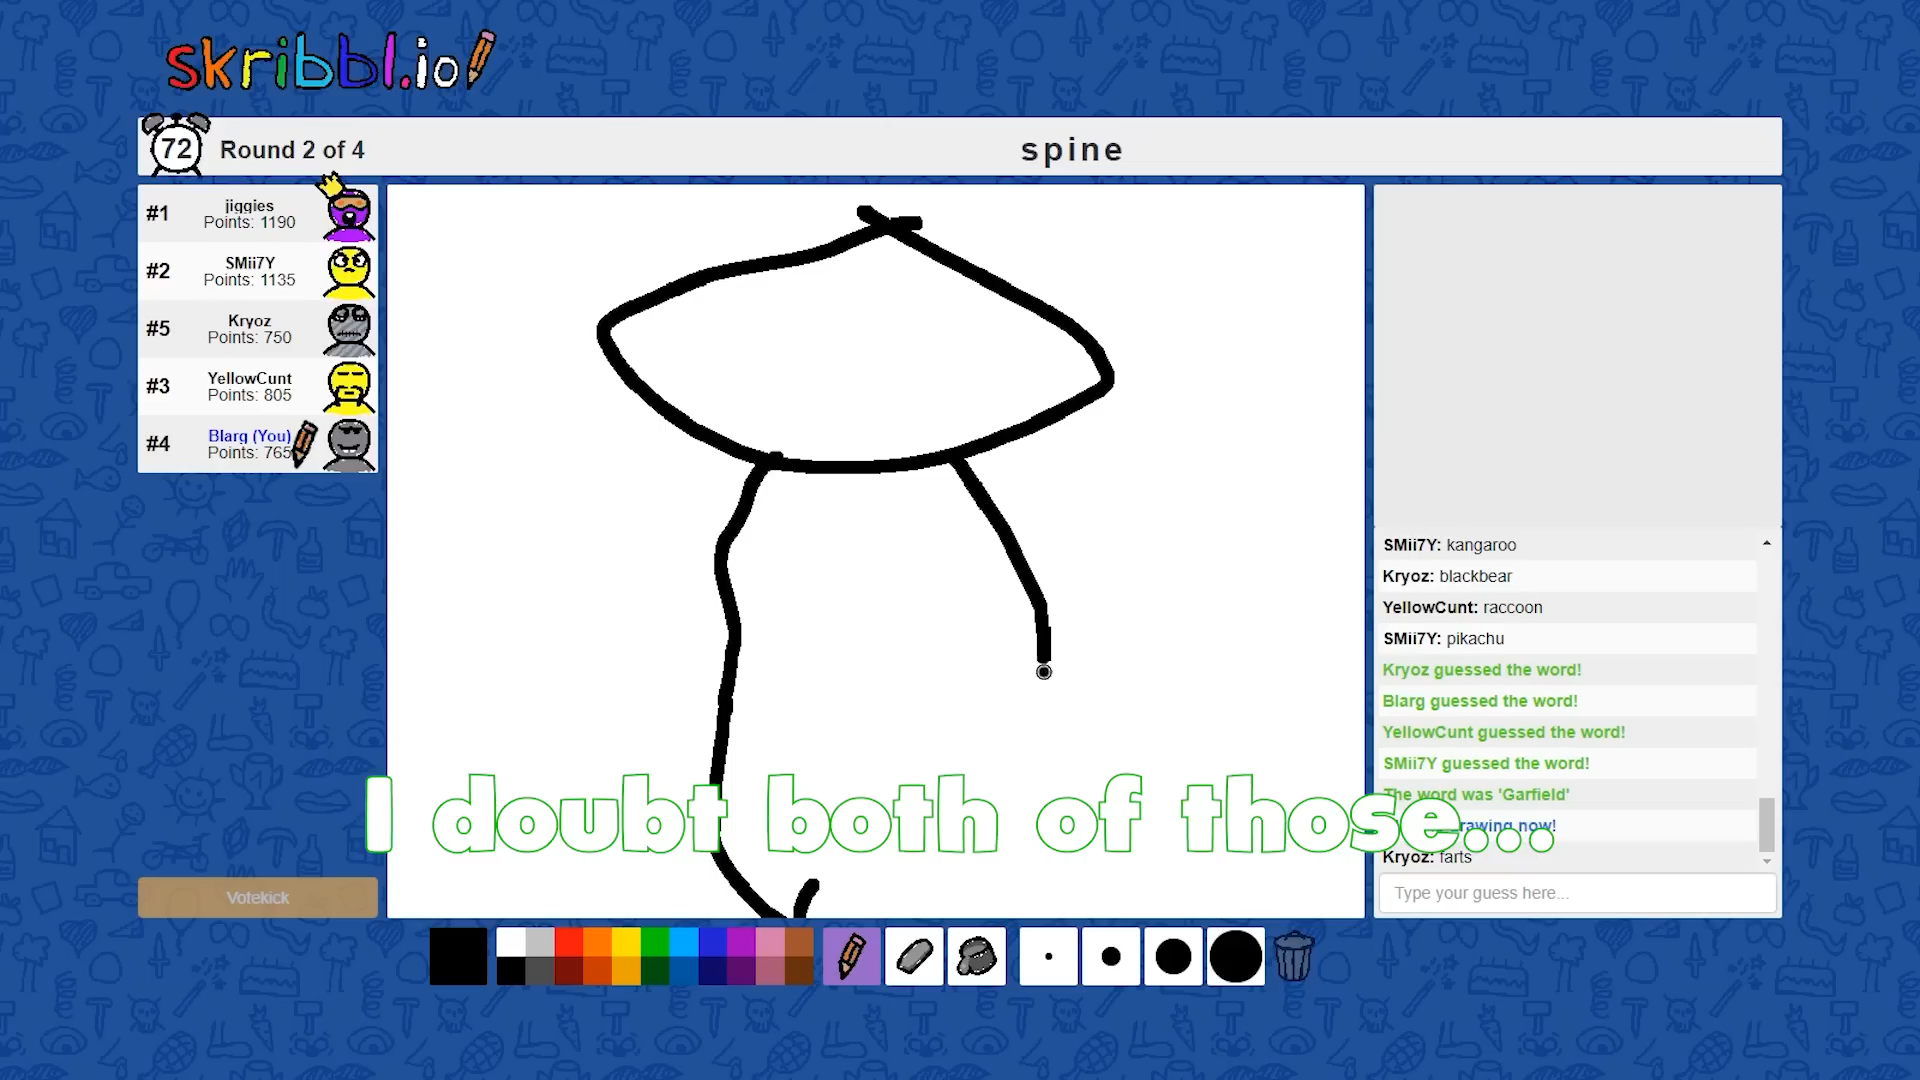 skribbl.io
72
Round 2 of 4
spine
#1
jiggies
Points: 1190
#2
SMii7Y
Points: 1135
#5
Kryoz
Points: 750
#3
YellowCunt
Points: 805
#4
Blarg (You)
Points: 765
Votekick
SMii7Y: kangaroo
Kryoz: blackbear
YellowCunt: raccoon
SMii7Y: pikachu
Kryoz guessed the word!
Blarg guessed the word!
YellowCunt guessed the word!
SMii7Y guessed the word!
The word was 'Garfield'
now!
Kryoz: farts
Type your guess here...
I doubt both of those...